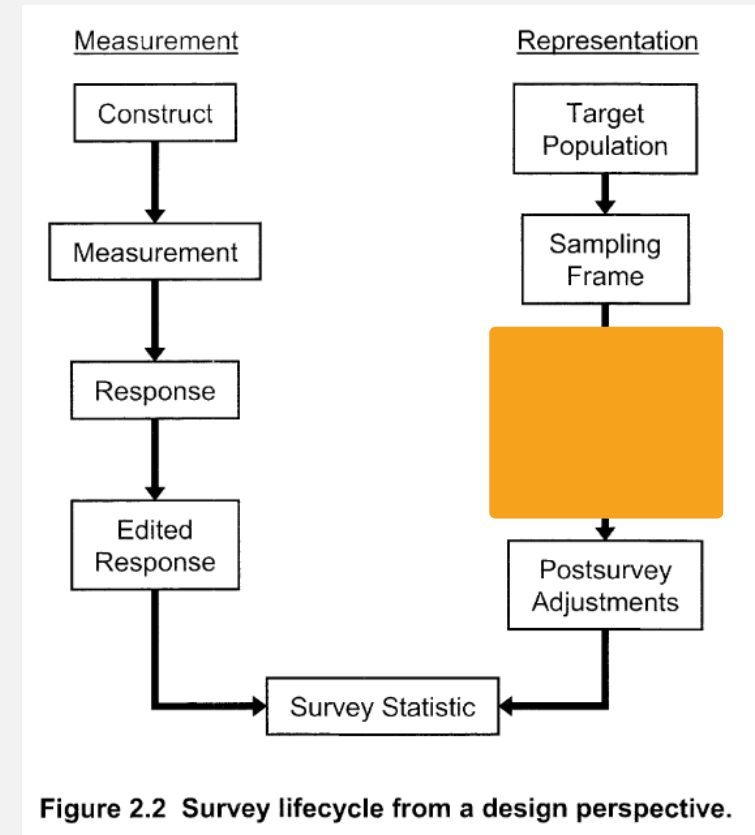 Measurement
Representation
Construct
Target
Population
Measurement
Sampling
Frame
Response
Edited
Response
Postsurvey
Adjustments
Survey Statistic
Figure 2.2 Survey lifecycle from a design perspective.